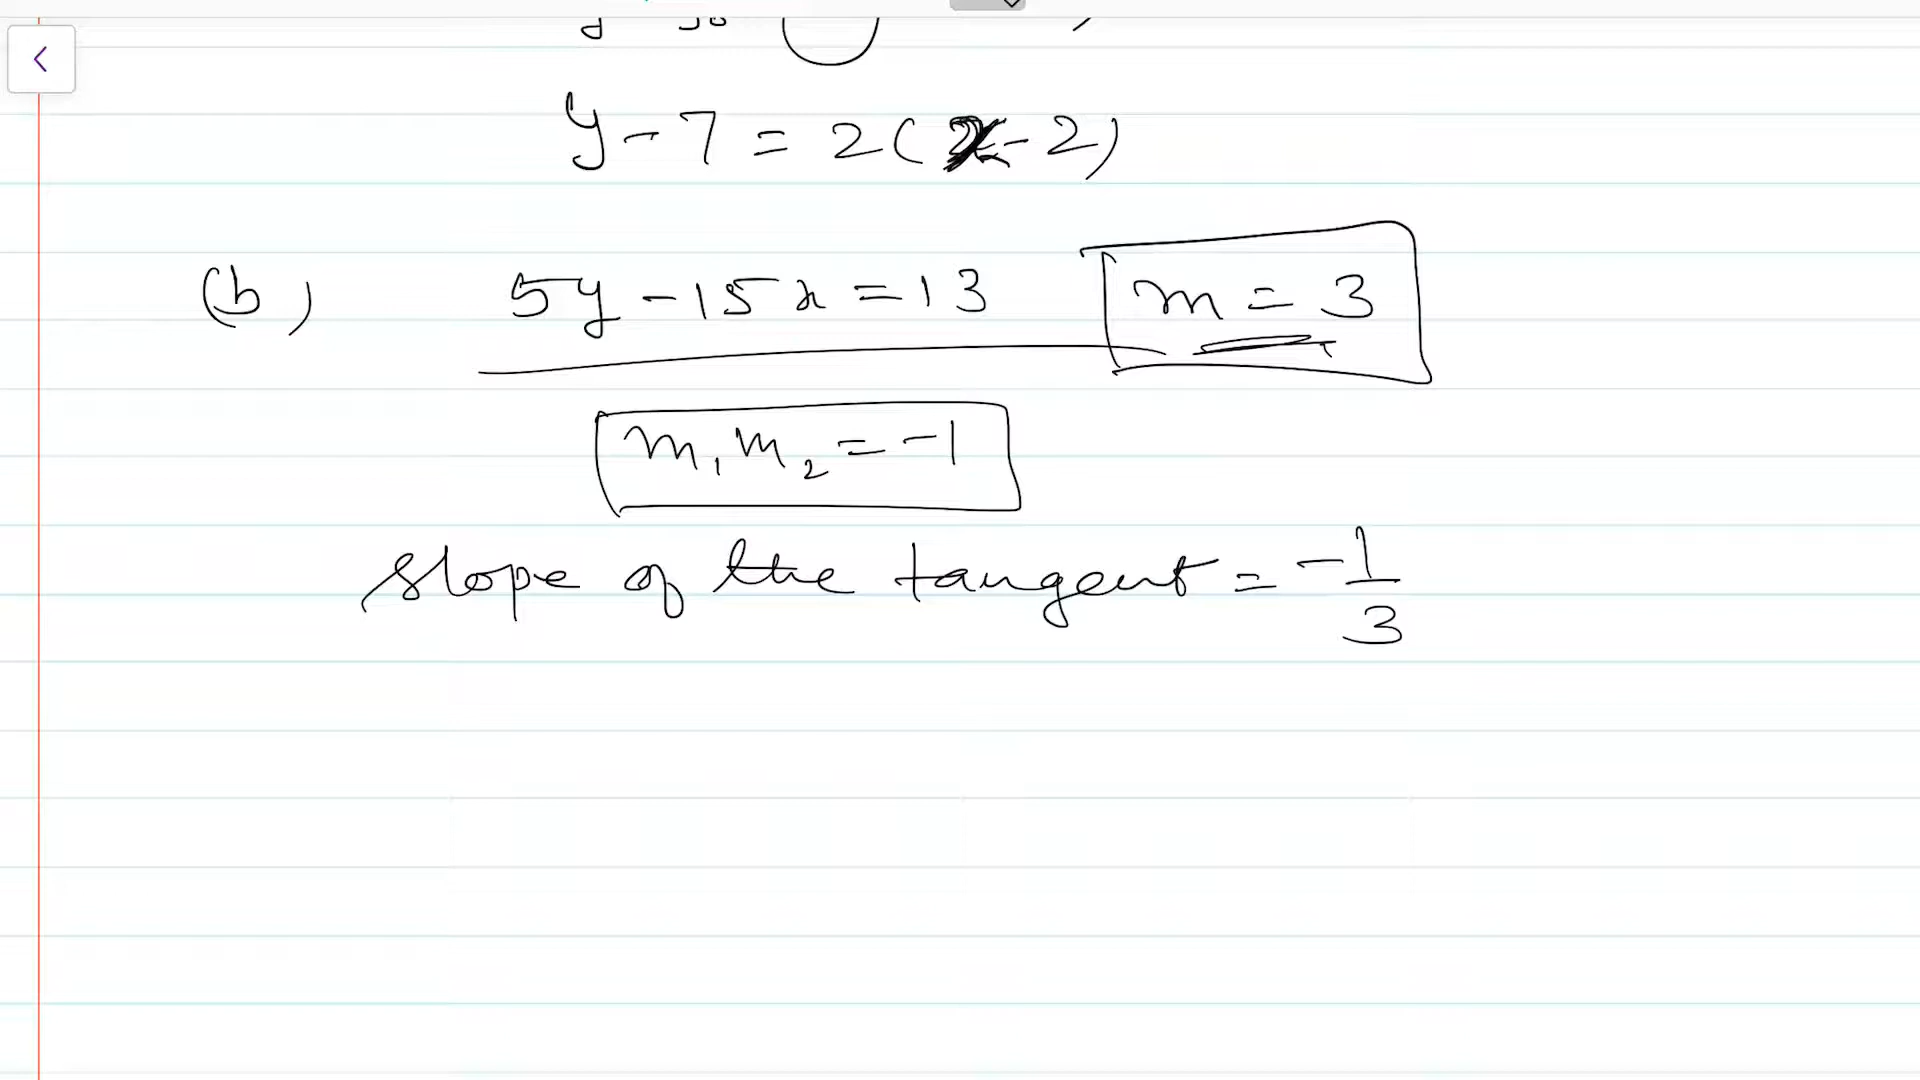 y - 7 = 2(x - 2)
(b) 5y - 15x = 13 m = 3
m₁m₂ = -1
slope of the tangent = -1/3